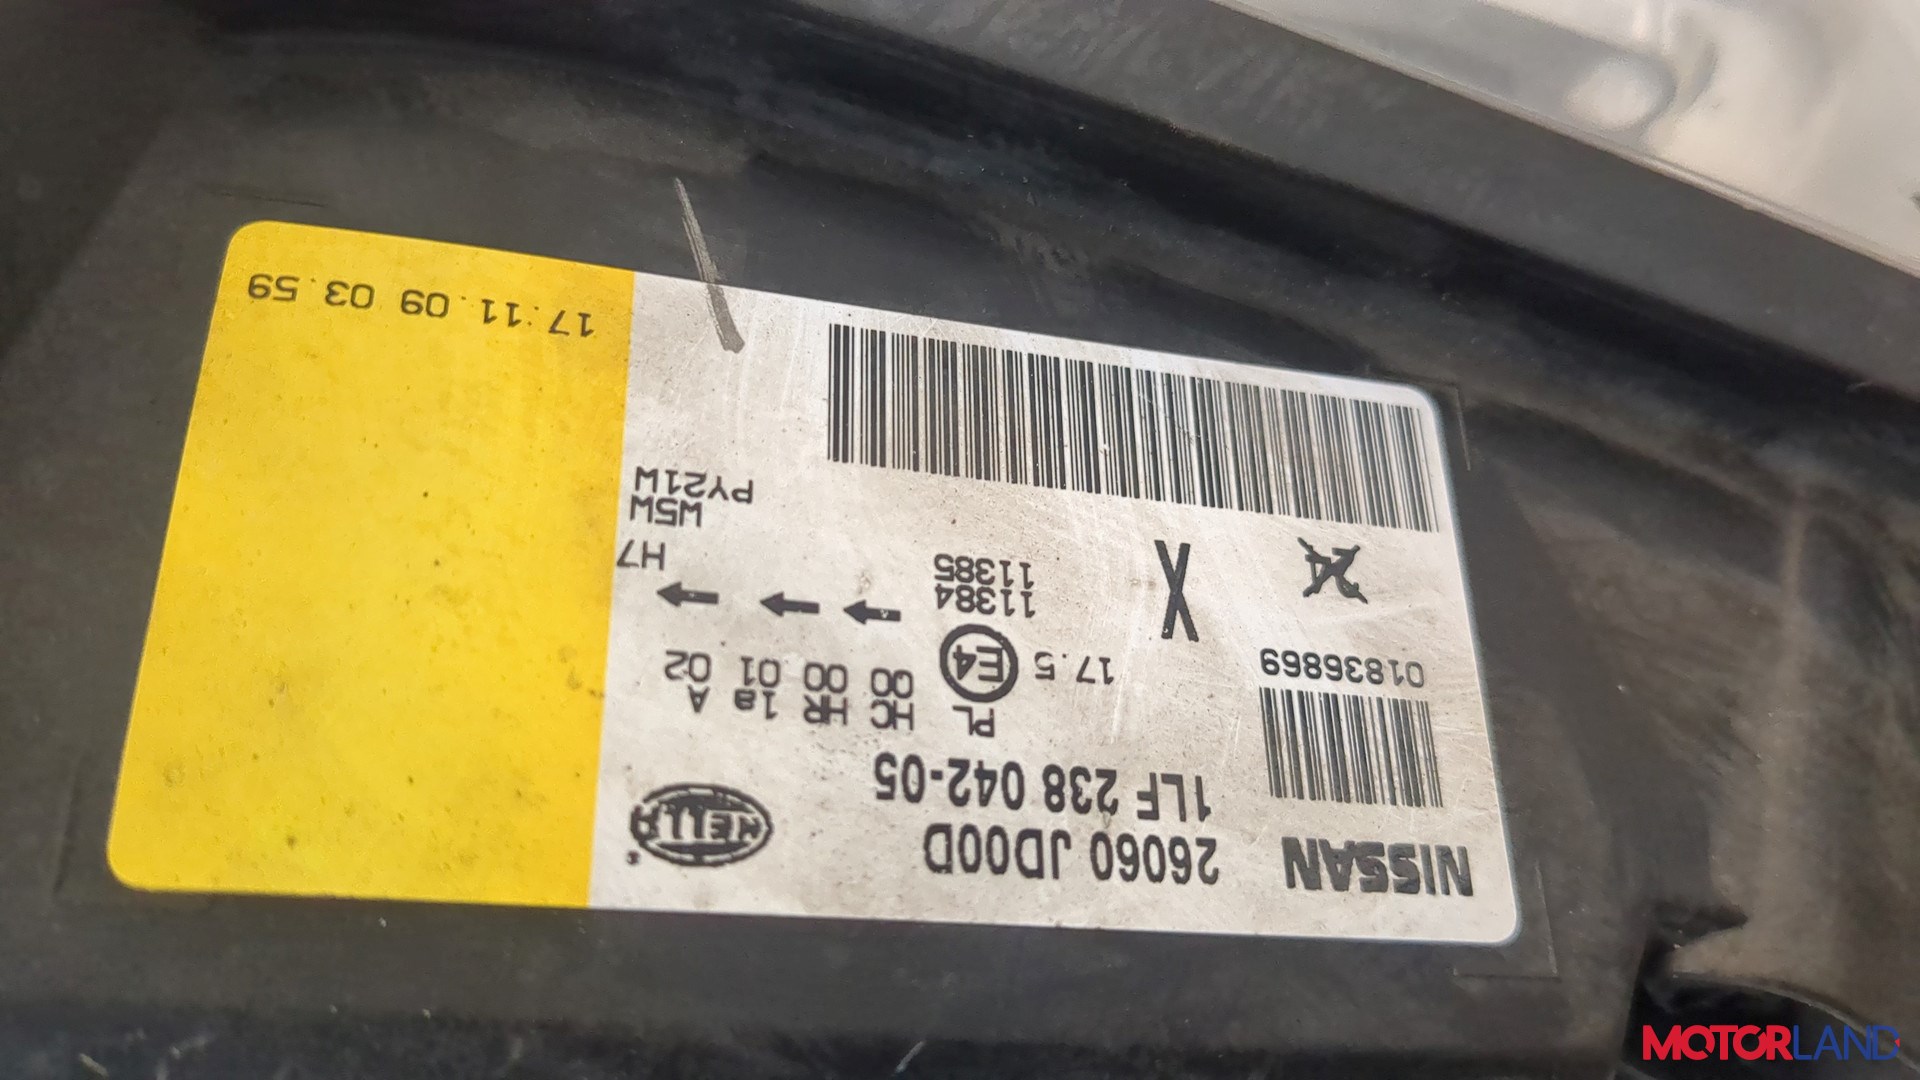 NISSAN
26060 JD00D
1LF 238 042-05
HELLA
01836869
PL
HC HR 1a A
00 00 01 02
17.5 E4
11384
11385
X
H7
W5W
PY21W
17.11.09 03.59
MOTORLAND